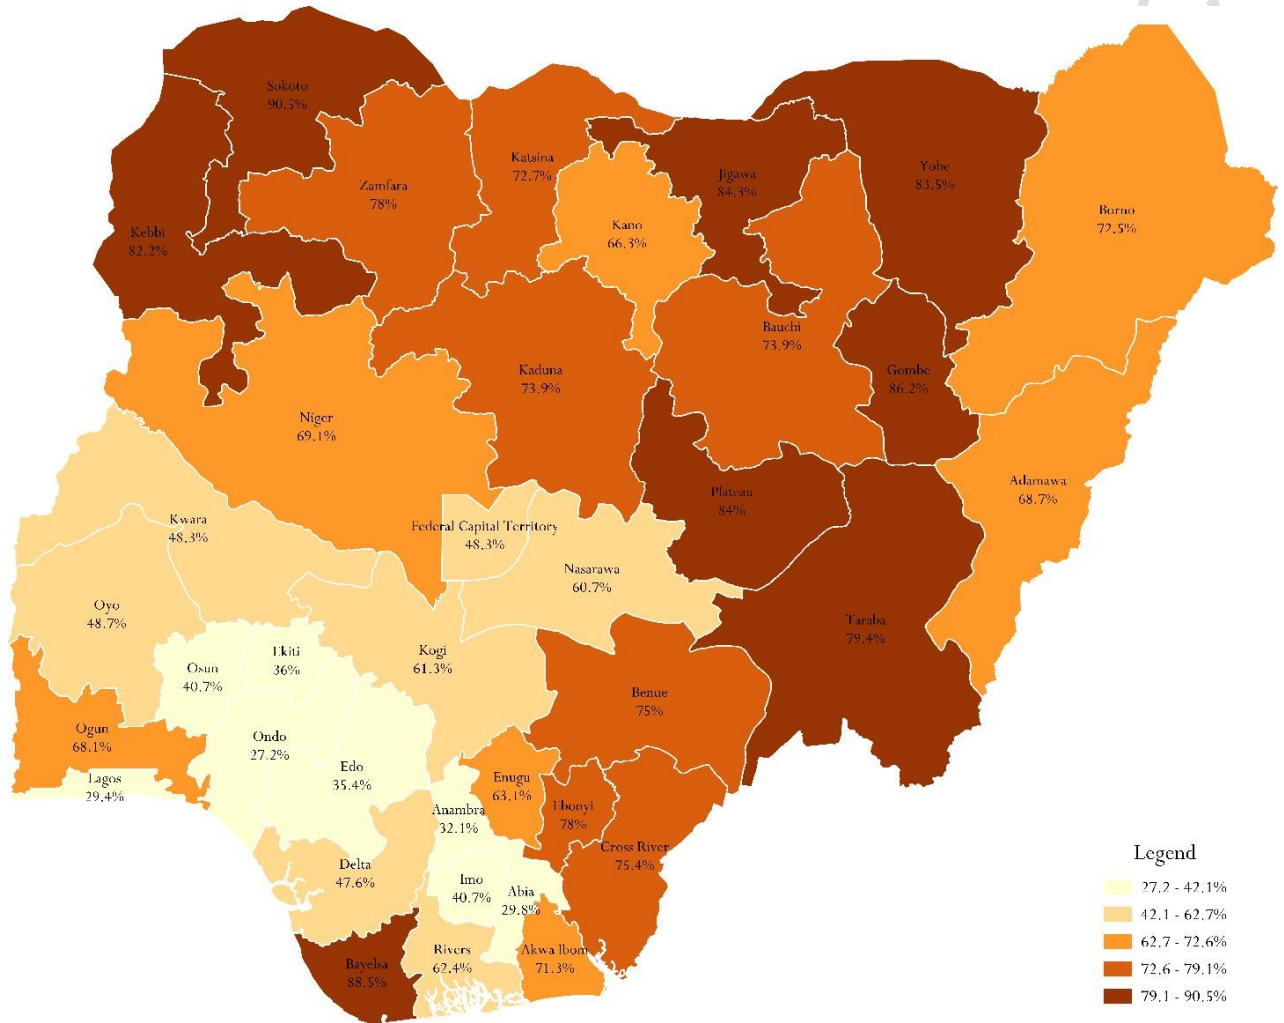 Sokoto
90.5%
Katsina
72.7%
Zamfara
78%
Kebbi
82.2%
Kano
66.3%
Jigawa
84.3%
Yobe
83.5%
Borno
72.5%
Bauchi
73.9%
Gombe
86.2%
Kaduna
73.9%
Niger
69.1%
Plateau
84%
Adamawa
68.7%
Kwara
48.3%
Federal Capital Territory
48.3%
Nasarawa
60.7%
Oyo
48.7%
Taraba
79.4%
Ekiti
36%
Osun
40.7%
Kogi
61.3%
Benue
75%
Ogun
68.1%
Ondo
27.2%
Edo
35.4%
Lagos
29.4%
Enugu
63.1%
Anambra
32.1%
Ebonyi
78%
Cross River
75.4%
Delta
47.6%
Imo
40.7%
Abia
29.8%
Bayelsa
88.5%
Rivers
62.4%
Akwa Ibom
71.3%
Legend
27.2 - 42.1%
42.1 - 62.7%
62.7 - 72.6%
72.6 - 79.1%
79.1 - 90.5%